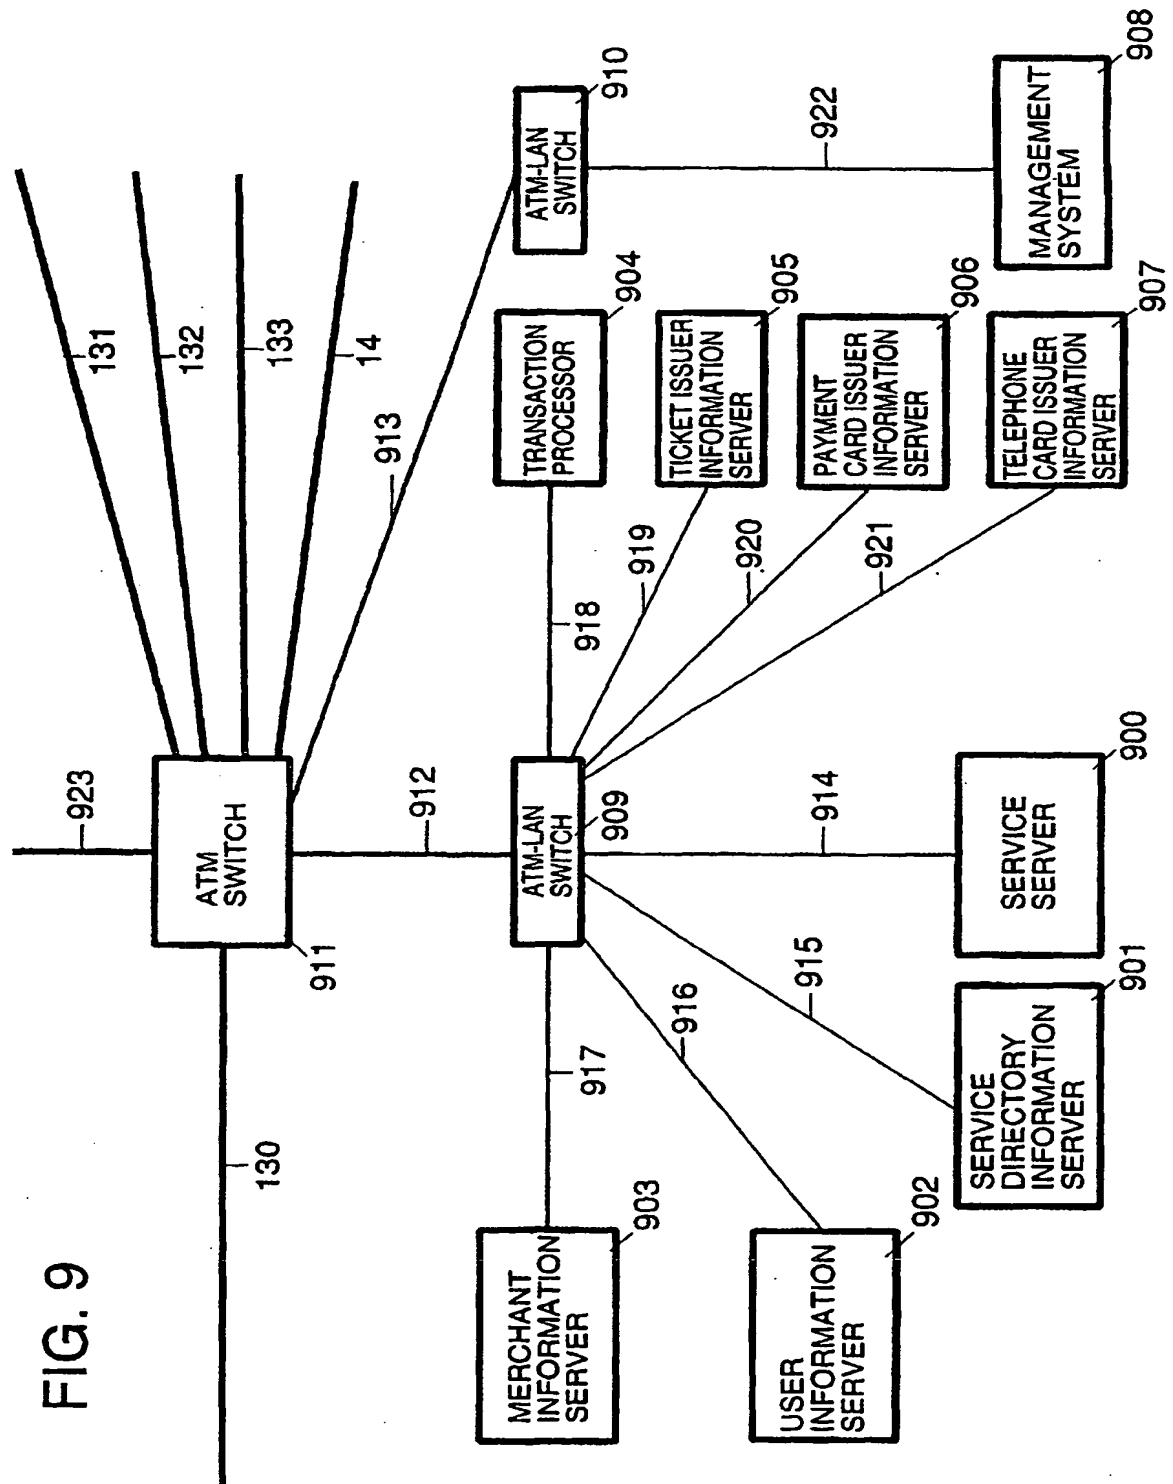 FIG. 9
130
923
ATM
SWITCH
911
131
132
133
14
913
912
ATM-LAN
SWITCH
910
922
MANAGEMENT
SYSTEM
908
MERCHANT
INFORMATION
SERVER
903
917
ATM-LAN
SWITCH
909
918
TRANSACTION
PROCESSOR
904
919
TICKET ISSUER
INFORMATION
SERVER
905
920
PAYMENT
CARD ISSUER
INFORMATION
SERVER
906
921
TELEPHONE
CARD ISSUER
INFORMATION
SERVER
907
USER
INFORMATION
SERVER
902
916
915
914
SERVICE
DIRECTORY
INFORMATION
SERVER
901
SERVICE
SERVER
900